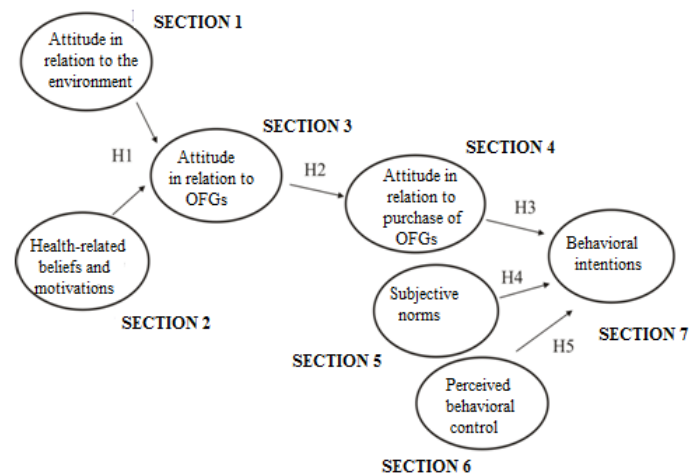 SECTION 1
Attitude in
relation to the
environment
SECTION 3
H1
Attitude
in relation to
OFGs
H2
SECTION 4
Attitude in
relation to
purchase of
OFGs
H3
Health-related
beliefs and
motivations
SECTION 2
Behavioral
intentions
H4
Subjective
norms
SECTION 7
SECTION 5
H5
Perceived
behavioral
control
SECTION 6